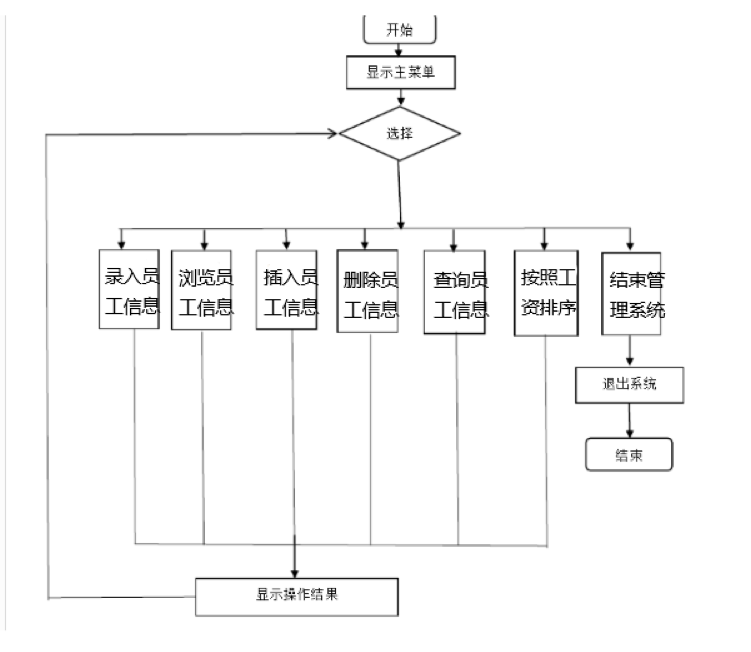 开始
显示主菜单
选择
录入员
工信息
浏览员
工信息
插入员
工信息
删除员
工信息
查询员
工信息
按照工
资排序
结束管
理系统
退出系统
结束
显示操作结果